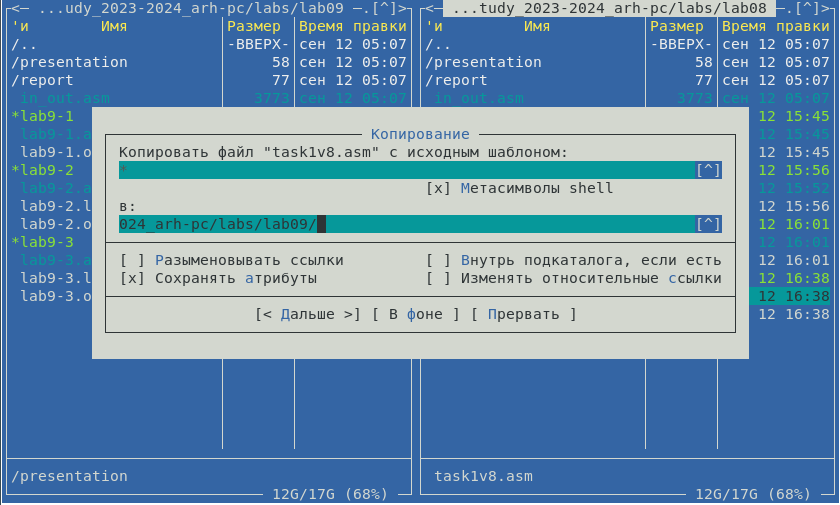 <─ ...udy_2023-2024_arh-pc/labs/lab09 ─.[^]>
'и Имя Размер Время правки
/.. -ВВЕРХ- сен 12 05:07
/presentation 58 сен 12 05:07
/report 77 сен 12 05:07
in_out.asm 3773 сен 12 05:07
*lab9-1
lab9-1.a
lab9-1.o
*lab9-2
lab9-2.a
lab9-2.l
lab9-2.o
*lab9-3
lab9-3.a
lab9-3.l
lab9-3.o
/presentation
12G/17G (68%)
<─ ...tudy_2023-2024_arh-pc/labs/lab08 ─.[^]>
'и Имя Размер Время правки
/.. -ВВЕРХ- сен 12 05:07
/presentation 58 сен 12 05:07
/report 77 сен 12 05:07
in_out.asm 3773 сен 12 05:07
12 15:45
12 15:45
12 15:45
12 15:56
12 15:52
12 15:56
12 16:01
12 16:01
12 16:01
12 16:38
12 16:38
12 16:38
task1v8.asm
12G/17G (68%)
Копирование
Копировать файл "task1v8.asm" с исходным шаблоном:
* [^]
[x] Метасимволы shell
в:
024_arh-pc/labs/lab09/ [^]
[ ] Разыменовывать ссылки [ ] Внутрь подкаталога, если есть
[x] Сохранять атрибуты [ ] Изменять относительные ссылки
[< Дальше >] [ В фоне ] [ Прервать ]